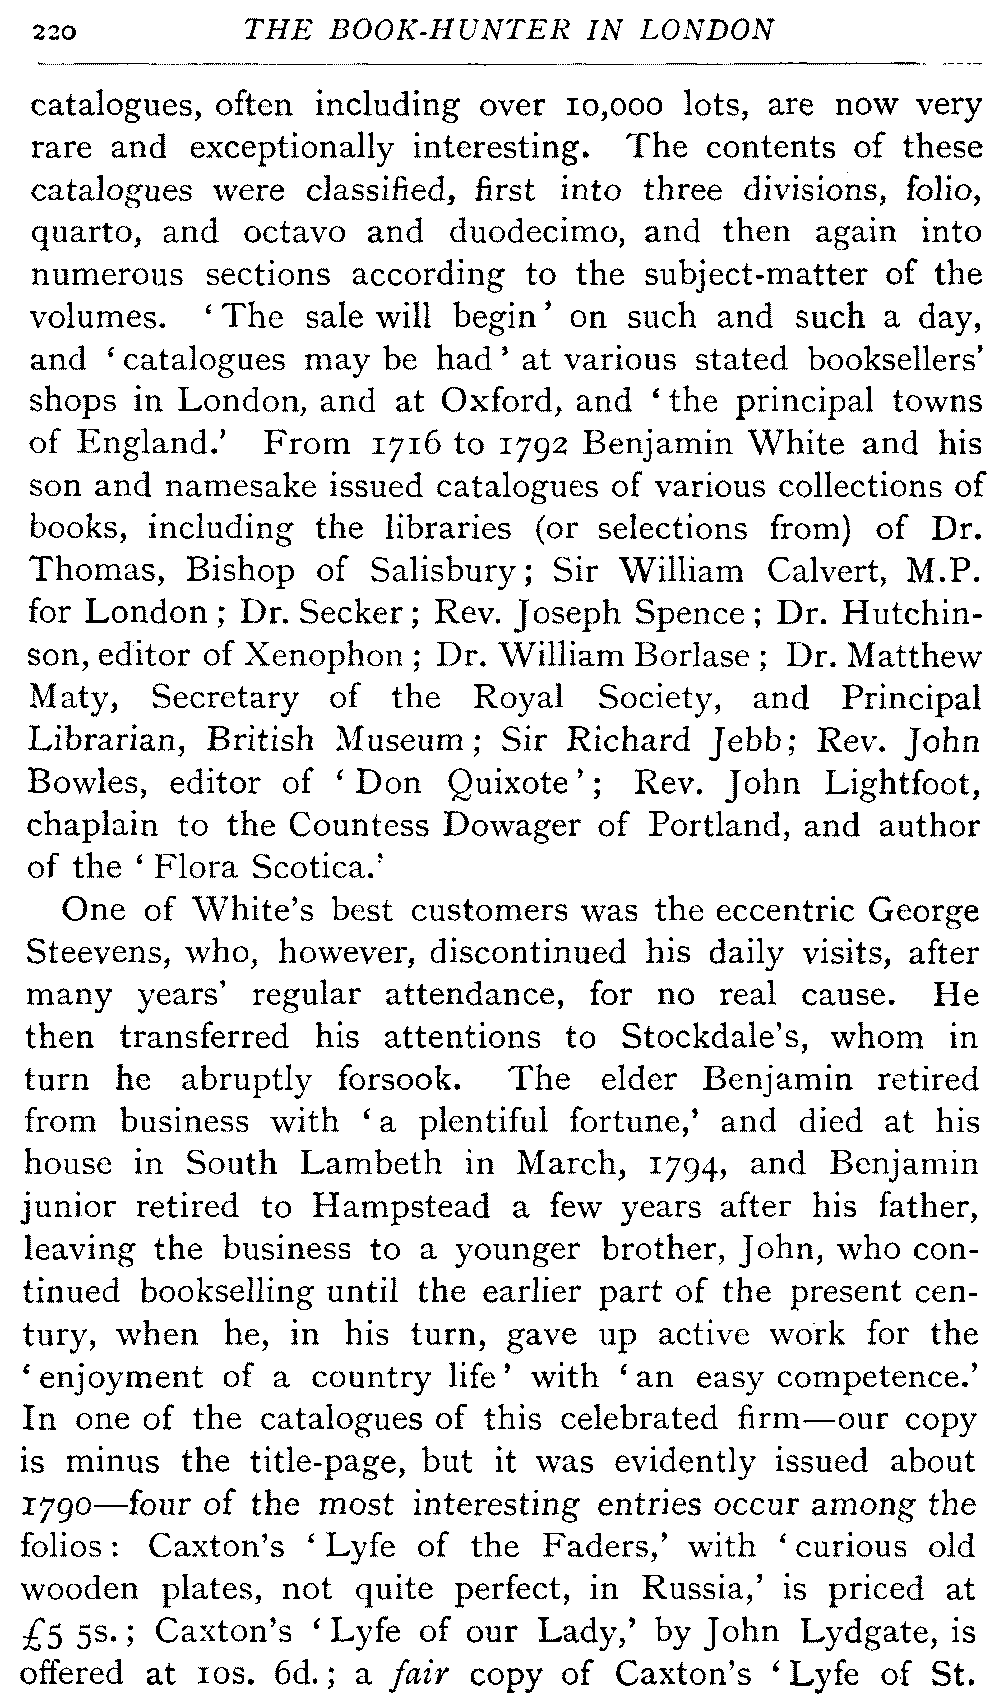 220 THE BOOK-HUNTER IN LONDON
catalogues, often including over 10,000 lots, are now very
rare and exceptionally interesting. The contents of these
catalogues were classified, first into three divisions, folio,
quarto, and octavo and duodecimo, and then again into
numerous sections according to the subject-matter of the
volumes. ‘The sale will begin’ on such and such a day,
and ‘catalogues may be had’ at various stated booksellers’
shops in London, and at Oxford, and ‘the principal towns
of England.’ From 1716 to 1792 Benjamin White and his
son and namesake issued catalogues of various collections of
books, including the libraries (or selections from) of Dr.
Thomas, Bishop of Salisbury; Sir William Calvert, M.P.
for London; Dr. Secker; Rev. Joseph Spence; Dr. Hutchin-
son, editor of Xenophon; Dr. William Borlase; Dr. Matthew
Maty, Secretary of the Royal Society, and Principal
Librarian, British Museum; Sir Richard Jebb; Rev. John
Bowles, editor of ‘Don Quixote’; Rev. John Lightfoot,
chaplain to the Countess Dowager of Portland, and author
of the ‘Flora Scotica.’
One of White’s best customers was the eccentric George
Steevens, who, however, discontinued his daily visits, after
many years’ regular attendance, for no real cause. He
then transferred his attentions to Stockdale’s, whom in
turn he abruptly forsook. The elder Benjamin retired
from business with ‘a plentiful fortune,’ and died at his
house in South Lambeth in March, 1794, and Benjamin
junior retired to Hampstead a few years after his father,
leaving the business to a younger brother, John, who con-
tinued bookselling until the earlier part of the present cen-
tury, when he, in his turn, gave up active work for the
‘enjoyment of a country life’ with ‘an easy competence.’
In one of the catalogues of this celebrated firm—our copy
is minus the title-page, but it was evidently issued about
1790—four of the most interesting entries occur among the
folios: Caxton’s ‘Lyfe of the Faders,’ with ‘curious old
wooden plates, not quite perfect, in Russia,’ is priced at
£5 5s.; Caxton’s ‘Lyfe of our Lady,’ by John Lydgate, is
offered at 10s. 6d.; a fair copy of Caxton’s ‘Lyfe of St.